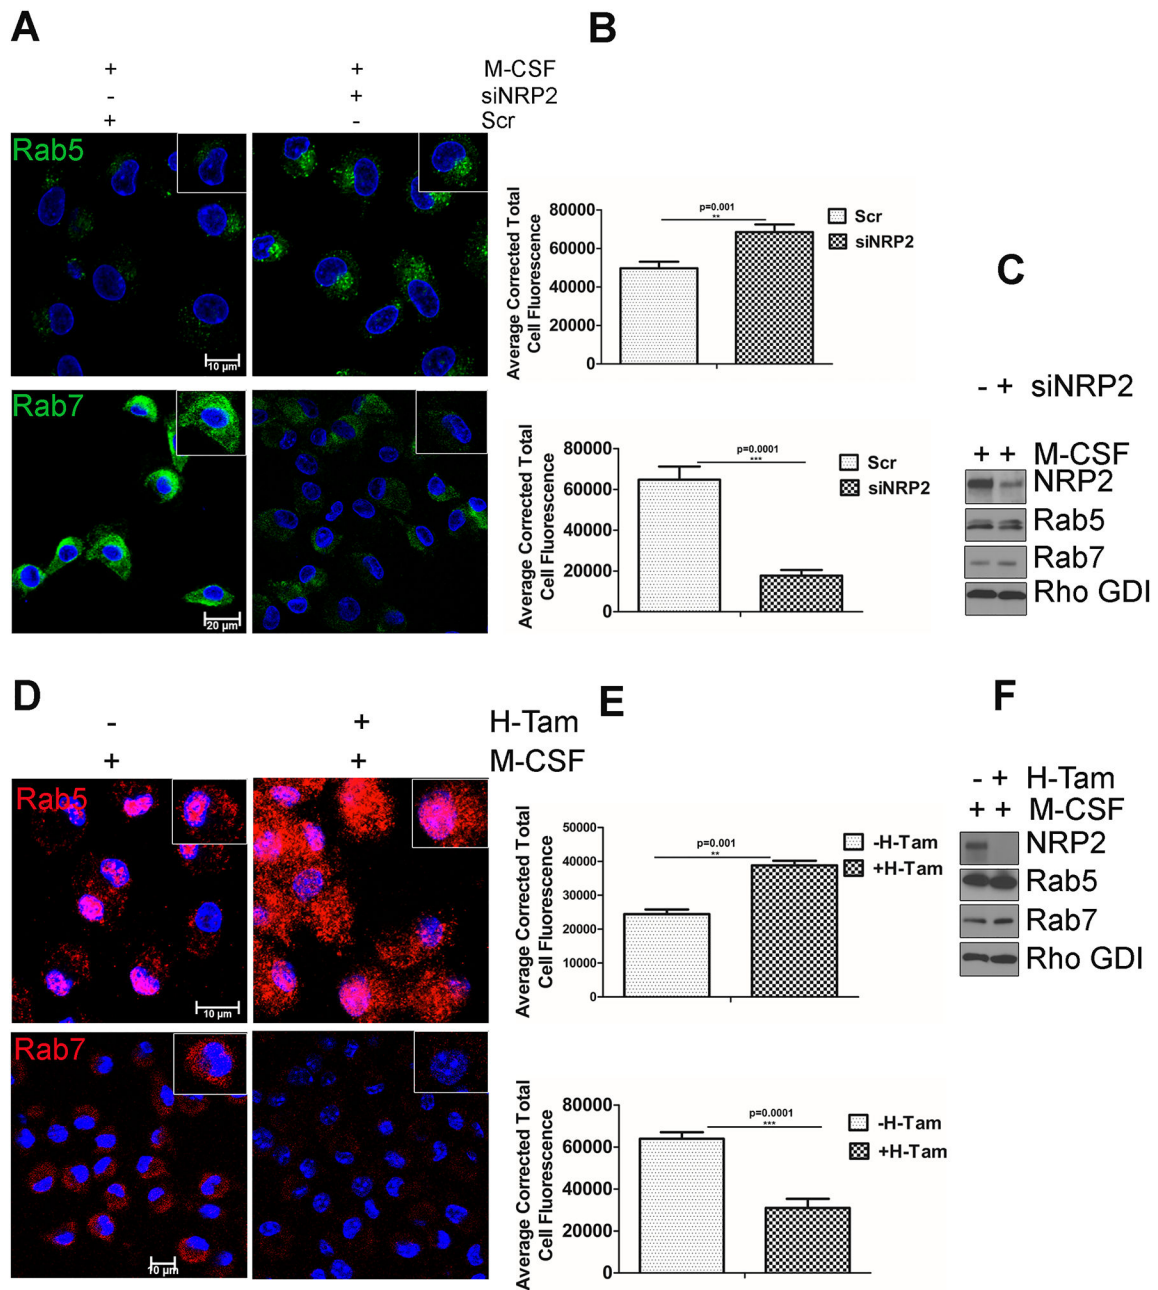 A
+ + M-CSF
- + siNRP2
+ - Scr
Rab5
10 µm
Rab7
20 µm
B
Average Corrected Total
Cell Fluorescence
80000
60000
40000
20000
0
p=0.001
**
Scr
siNRP2
Average Corrected Total
Cell Fluorescence
80000
60000
40000
20000
0
p=0.0001
***
Scr
siNRP2
C
- + siNRP2
+ + M-CSF
NRP2
Rab5
Rab7
Rho GDI
D
- + H-Tam
+ + M-CSF
Rab5
10 µm
Rab7
10 µm
E
Average Corrected Total
Cell Fluorescence
50000
40000
30000
20000
10000
0
p=0.001
**
-H-Tam
+H-Tam
Average Corrected Total
Cell Fluorescence
80000
60000
40000
20000
0
p=0.0001
***
-H-Tam
+H-Tam
F
- + H-Tam
+ + M-CSF
NRP2
Rab5
Rab7
Rho GDI